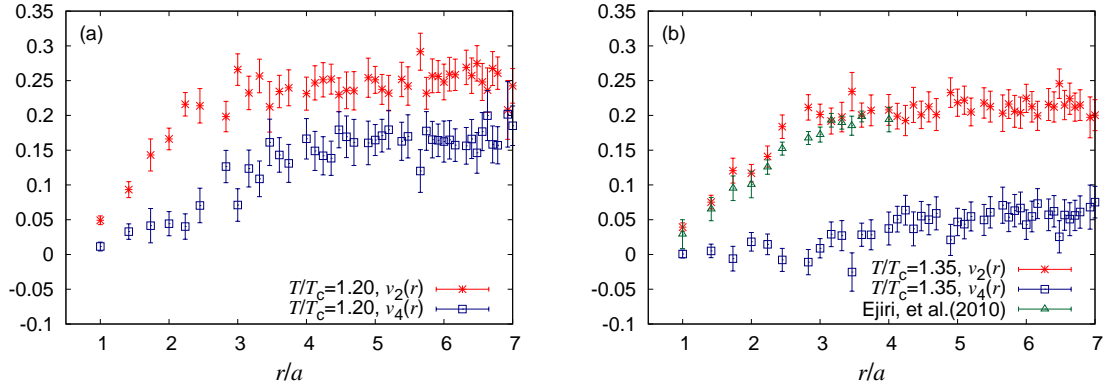 (a)
0.35
0.3
0.25
0.2
0.15
0.1
0.05
0
-0.05
-0.1
1 2 3 4 5 6 7
r/a
T/Tc=1.20, v2(r)
T/Tc=1.20, v4(r)
(b)
0.35
0.3
0.25
0.2
0.15
0.1
0.05
0
-0.05
-0.1
1 2 3 4 5 6 7
r/a
T/Tc=1.35, v2(r)
T/Tc=1.35, v4(r)
Ejiri, et al.(2010)